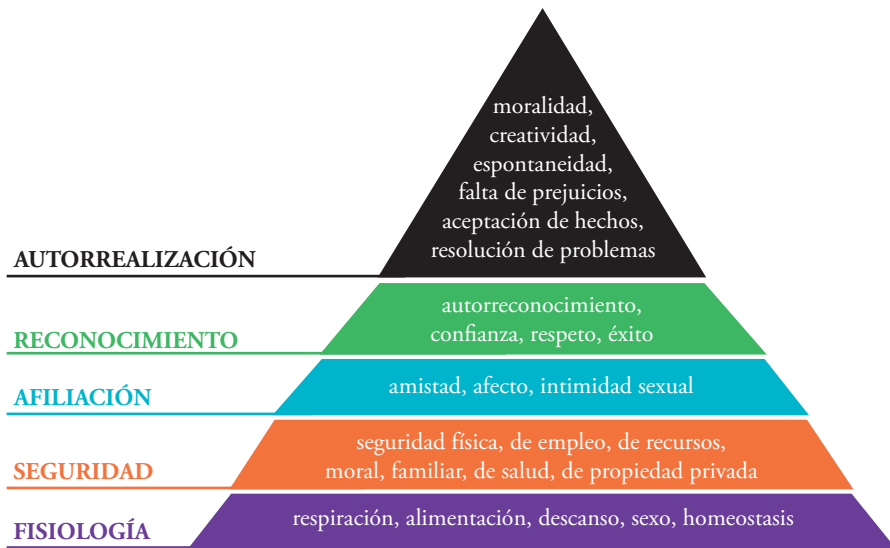 moralidad,
creatividad,
espontaneidad,
falta de prejuicios,
aceptación de hechos,
resolución de problemas
AUTORREALIZACIÓN
autorreconocimiento,
confianza, respeto, éxito
RECONOCIMIENTO
amistad, afecto, intimidad sexual
AFILIACIÓN
seguridad física, de empleo, de recursos,
moral, familiar, de salud, de propiedad privada
SEGURIDAD
respiración, alimentación, descanso, sexo, homeostasis
FISIOLOGÍA